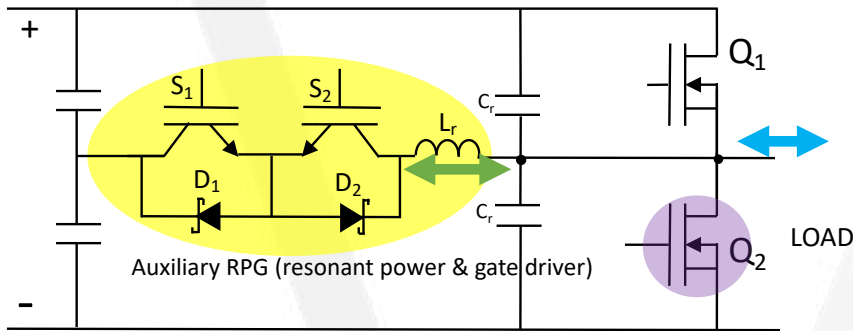 +
S₁
S₂
Q₁
Cᵣ
Lᵣ
D₁
D₂
Cᵣ
LOAD
Q₂
Auxiliary RPG (resonant power & gate driver)
-